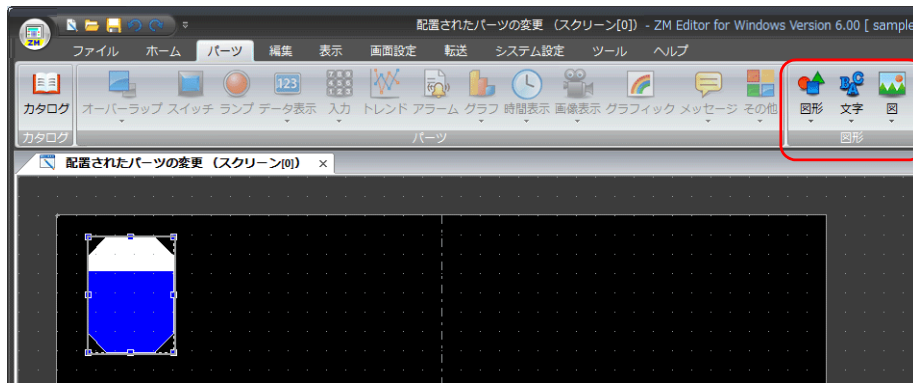 配置されたパーツの変更 （スクリーン[0]） - ZM Editor for Windows Version 6.00 [ sample
ZM
ファイル ホーム パーツ 編集 表示 画面設定 転送 システム設定 ツール ヘルプ
123 ABC
カタログ オーバーラップ スイッチ ランプ データ表示 入力 トレンド アラーム グラフ 時間表示 画像表示 グラフィック メッセージ その他 図形 文字 図
カタログ パーツ 図形
配置されたパーツの変更 （スクリーン[0]） ×